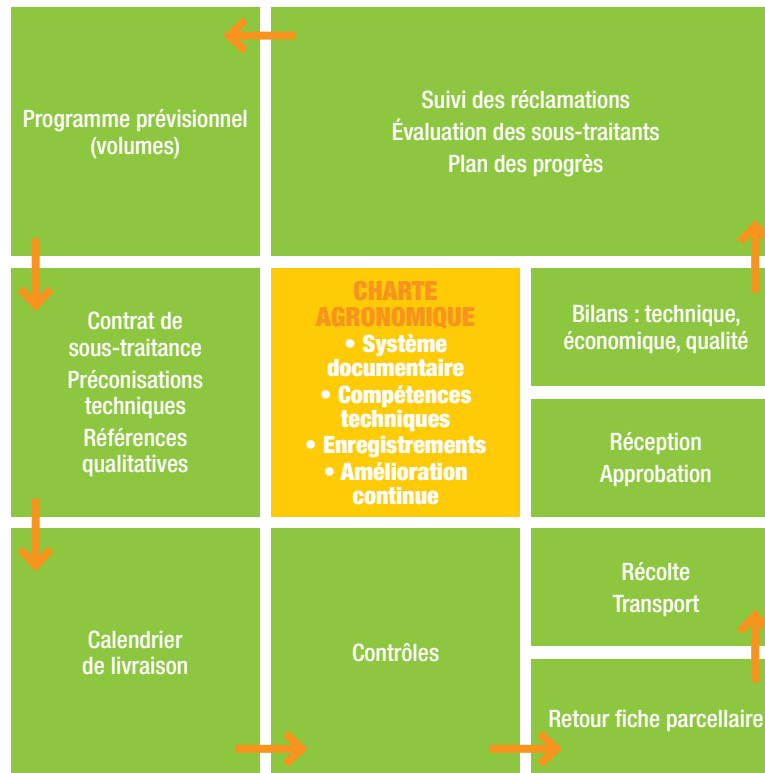 Programme prévisionnel
(volumes)
Suivi des réclamations
Évaluation des sous-traitants
Plan des progrès
Contrat de
sous-traitance
Préconisations
techniques
Références
qualitatives
CHARTE
AGRONOMIQUE
• Système
documentaire
• Compétences
techniques
• Enregistrements
• Amélioration
continue
Bilans : technique,
économique, qualité
Réception
Approbation
Récolte
Transport
Calendrier
de livraison
Contrôles
Retour fiche parcellaire